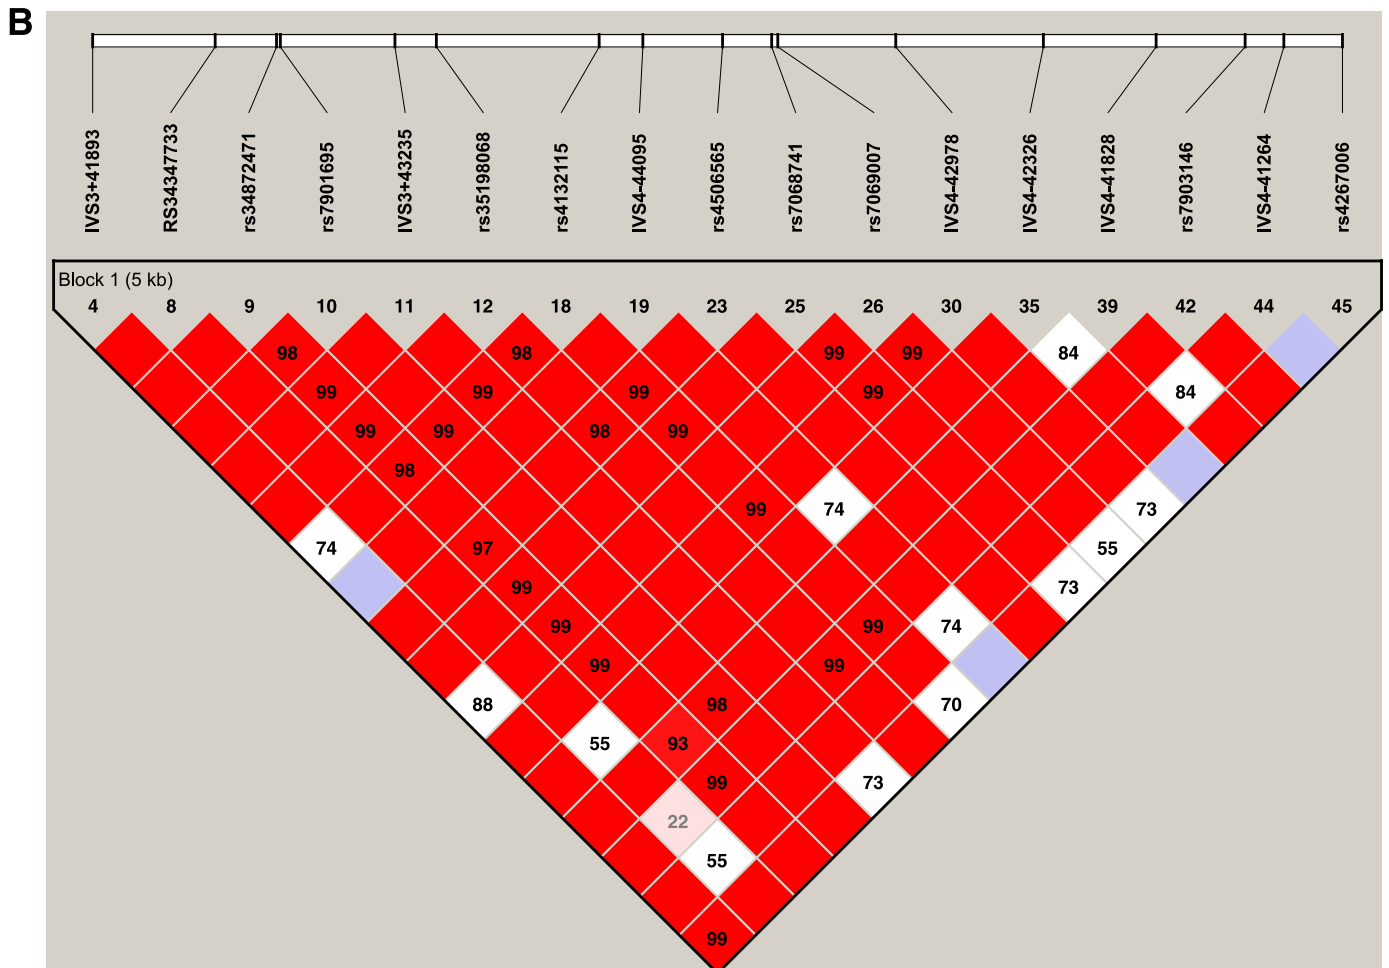 B
IVS3+41893 RS34347733 rs34872471 rs7901695 IVS3+43235 rs35198068 rs4132115 IVS4-44095 rs4506565 rs7068741 rs7069007 IVS4-42978 IVS4-42326 IVS4-41828 rs7903146 IVS4-41264 rs4267006
Block 1 (5 kb)
4 8 9 10 11 12 18 19 23 25 26 30 35 39 42 44 45
98 98 99 99 84
99 99 99 99 84
99 99 98 99
98
99 74 73
74 97 55
99 73
99 99 74
99 99
88 98 70
55 93
99 73
22
55
99